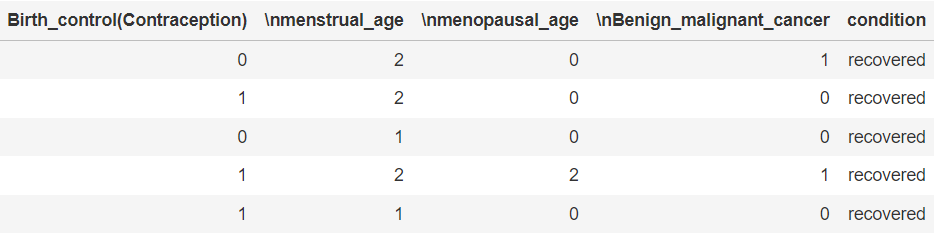 Birth_control(Contraception) \nmenstrual_age \nmenopausal_age \nBenign_malignant_cancer condition
0 2 0 1 recovered
1 2 0 0 recovered
0 1 0 0 recovered
1 2 2 1 recovered
1 1 0 0 recovered